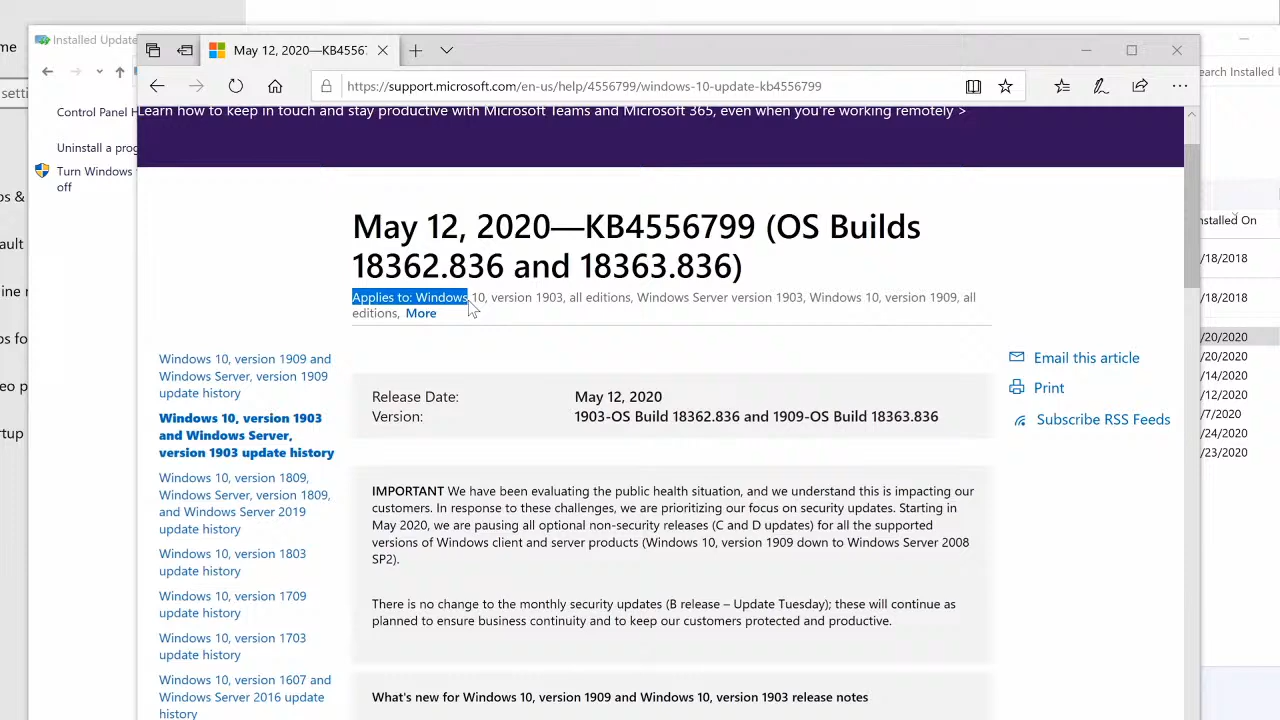 me
Installed Update
May 12, 2020—KB4556
https://support.microsoft.com/en-us/help/4556799/windows-10-update-kb4556799
setti
earch Installed U
Control Panel H
Learn how to keep in touch and stay productive with Microsoft Teams and Microsoft 365, even when you're working remotely >
Uninstall a prog
Turn Windows
off
ps &
ault
ine r
ps fo
eo p
rtup
May 12, 2020—KB4556799 (OS Builds
18362.836 and 18363.836)
Applies to: Windows 10, version 1903, all editions, Windows Server version 1903, Windows 10, version 1909, all
editions, More
Windows 10, version 1909 and
Windows Server, version 1909
update history
Windows 10, version 1903
and Windows Server,
version 1903 update history
Windows 10, version 1809,
Windows Server, version 1809,
and Windows Server 2019
update history
Windows 10, version 1803
update history
Windows 10, version 1709
update history
Windows 10, version 1703
update history
Windows 10, version 1607 and
Windows Server 2016 update
history
Release Date: May 12, 2020
Version: 1903-OS Build 18362.836 and 1909-OS Build 18363.836
IMPORTANT We have been evaluating the public health situation, and we understand this is impacting our
customers. In response to these challenges, we are prioritizing our focus on security updates. Starting in
May 2020, we are pausing all optional non-security releases (C and D updates) for all the supported
versions of Windows client and server products (Windows 10, version 1909 down to Windows Server 2008
SP2).
There is no change to the monthly security updates (B release – Update Tuesday); these will continue as
planned to ensure business continuity and to keep our customers protected and productive.
What's new for Windows 10, version 1909 and Windows 10, version 1903 release notes
Email this article
Print
Subscribe RSS Feeds
nstalled On
/18/2018
/18/2018
/20/2020
/20/2020
/14/2020
/12/2020
/7/2020
/24/2020
/23/2020